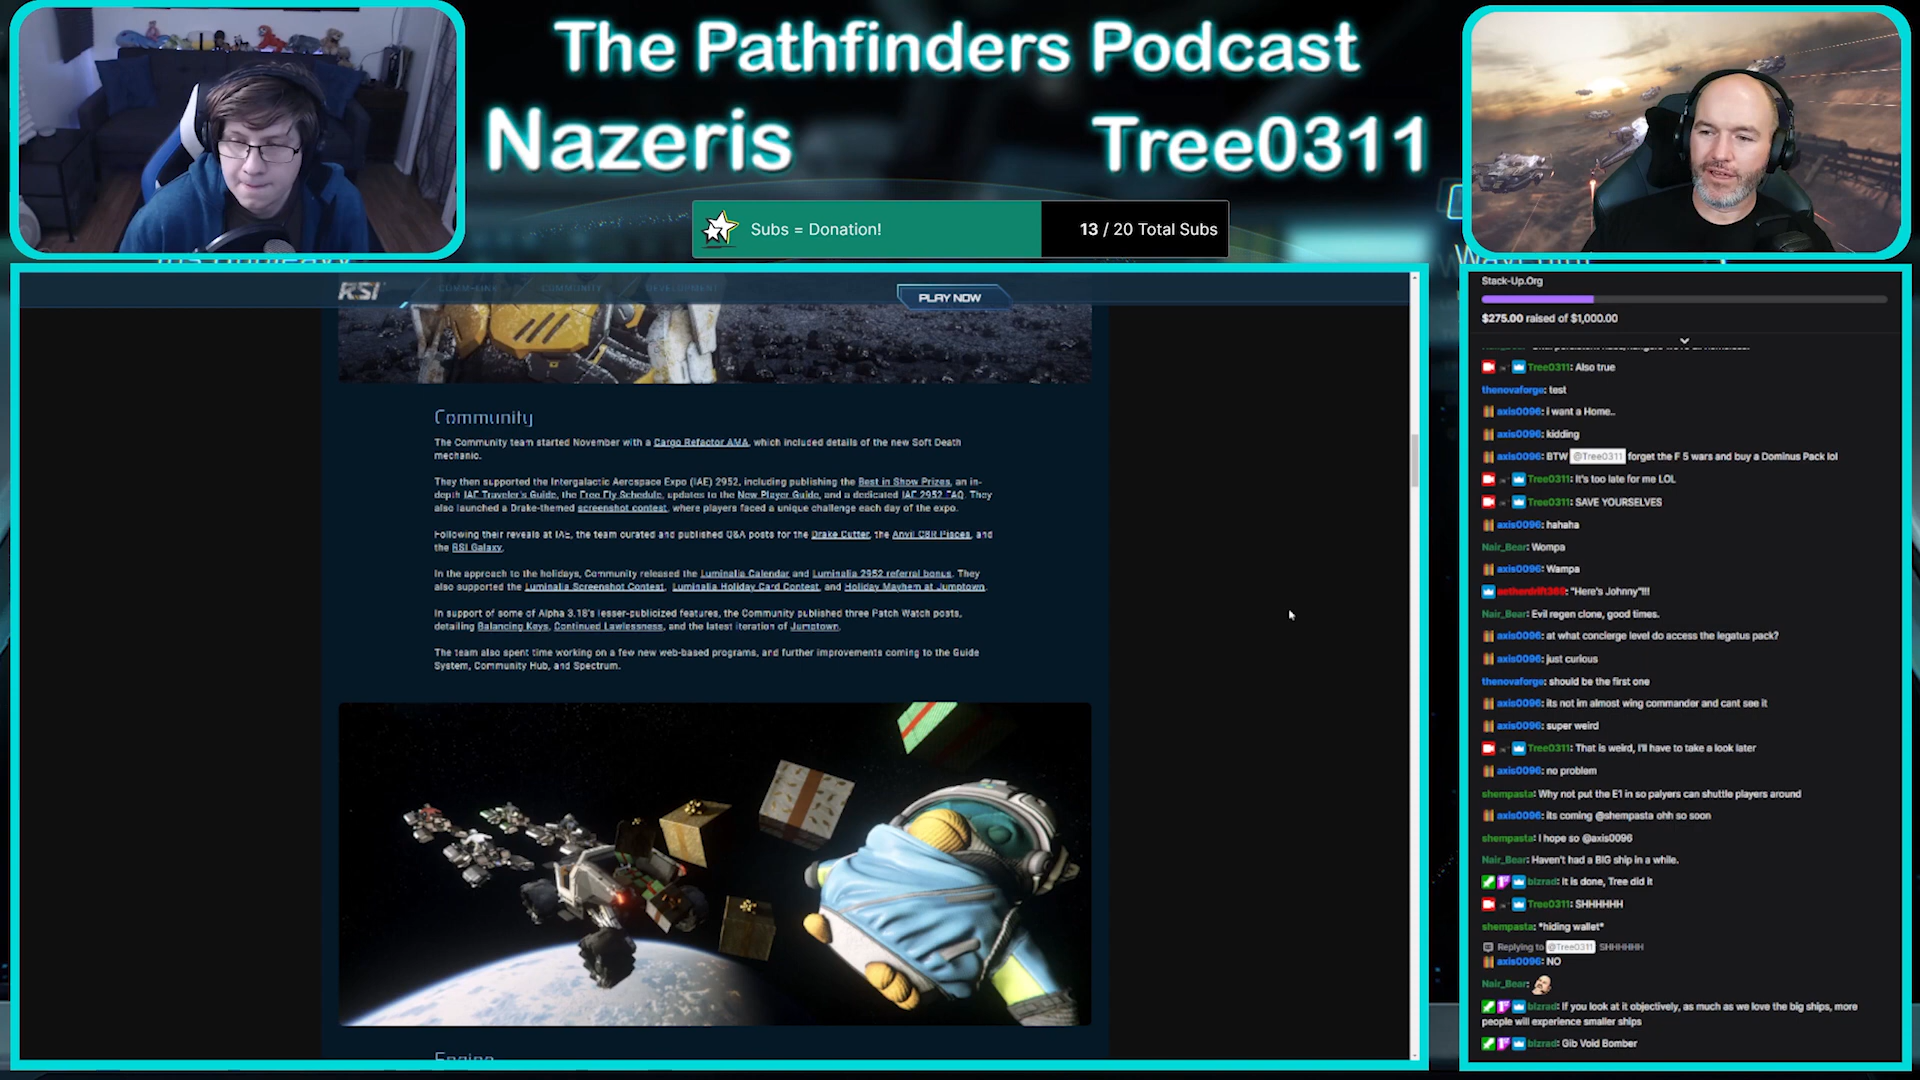 The Pathfinders Podcast
Nazeris
Tree0311
Subs = Donation!
13 / 20 Total Subs
RSI
COMM-LINK
COMMUNITY
DEVELOPMENT
PLAY NOW
Community
The Community team started November with a Cargo Refactor AMA, which included details of the new Soft Death
mechanic.
They then supported the Intergalactic Aerospace Expo (IAE) 2952, including publishing the Best in Show Prizes, an in-
depth IAE Traveler's Guide, the Free Fly Schedule, updates to the New Player Guide, and a dedicated IAE 2952 FAQ. They
also launched a Drake-themed screenshot contest, where players faced a unique challenge each day of the expo.
Following their reveals at IAE, the team curated and published Q&A posts for the Drake Cutter, the Anvil C8R Pisces, and
the RSI Galaxy.
In the approach to the holidays, Community released the Luminalia Calendar and Luminalia 2952 referral bonus. They
also supported the Luminalia Screenshot Contest, Luminalia Holiday Card Contest, and Holiday Mayhem at Jumptown.
In support of some of Alpha 3.18's lesser-publicized features, the Community published three Patch Watch posts,
detailing Balancing Keys, Continued Lawlessness, and the latest iteration of Jumptown.
The team also spent time working on a few new web-based programs, and further improvements coming to the Guide
System, Community Hub, and Spectrum.
Stack-Up.Org
$275.00 raised of $1,000.00
Tree0311: Also true
thenovaforge: test
axis0096: i want a Home..
axis0096: kidding
axis0096: BTW @Tree0311 forget the F 5 wars and buy a Dominus Pack lol
Tree0311: It's too late for me LOL
Tree0311: SAVE YOURSELVES
axis0096: hahaha
Nair_Bear: Wompa
axis0096: Wampa
: "Here's Johnny"!!!
Nair_Bear: Evil regen clone, good times.
axis0096: at what concierge level do access the legatus pack?
axis0096: just curious
thenovaforge: should be the first one
axis0096: its not im almost wing commander and cant see it
axis0096: super weird
Tree0311: That is weird, I'll have to take a look later
axis0096: no problem
shempasta: Why not put the E1 in so palyers can shuttle players around
axis0096: its coming @shempasta ohh so soon
shempasta: I hope so @axis0096
Nair_Bear: Haven't had a BIG ship in a while.
bizrad: It is done, Tree did it
Tree0311: SHHHHHH
shempasta: *hiding wallet*
Replying to @Tree0311 SHHHHHH
axis0096: NO
Nair_Bear:
bizrad: If you look at it objectively, as much as we love the big ships, more
people will experience smaller ships
bizrad: Gib Void Bomber